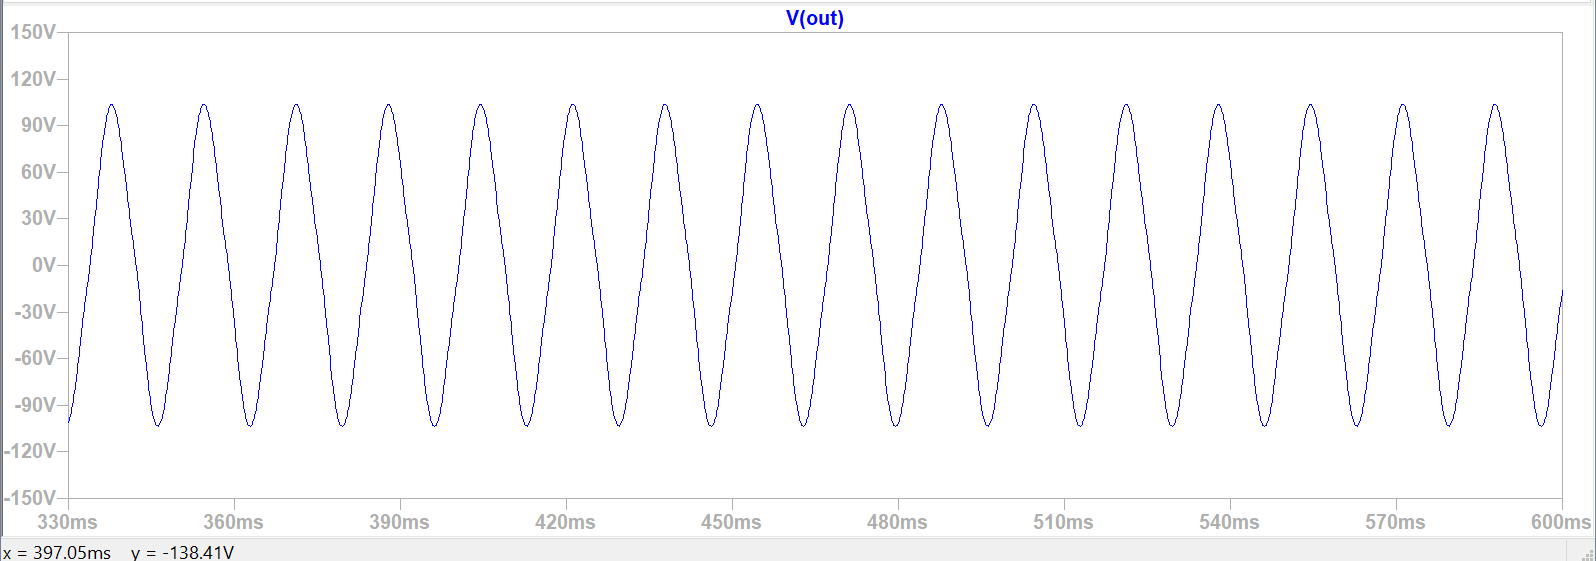 V(out)
150V
120V
90V
60V
30V
0V
-30V
-60V
-90V
-120V
-150V
330ms 360ms 390ms 420ms 450ms 480ms 510ms 540ms 570ms 600ms
x = 397.05ms y = -138.41V